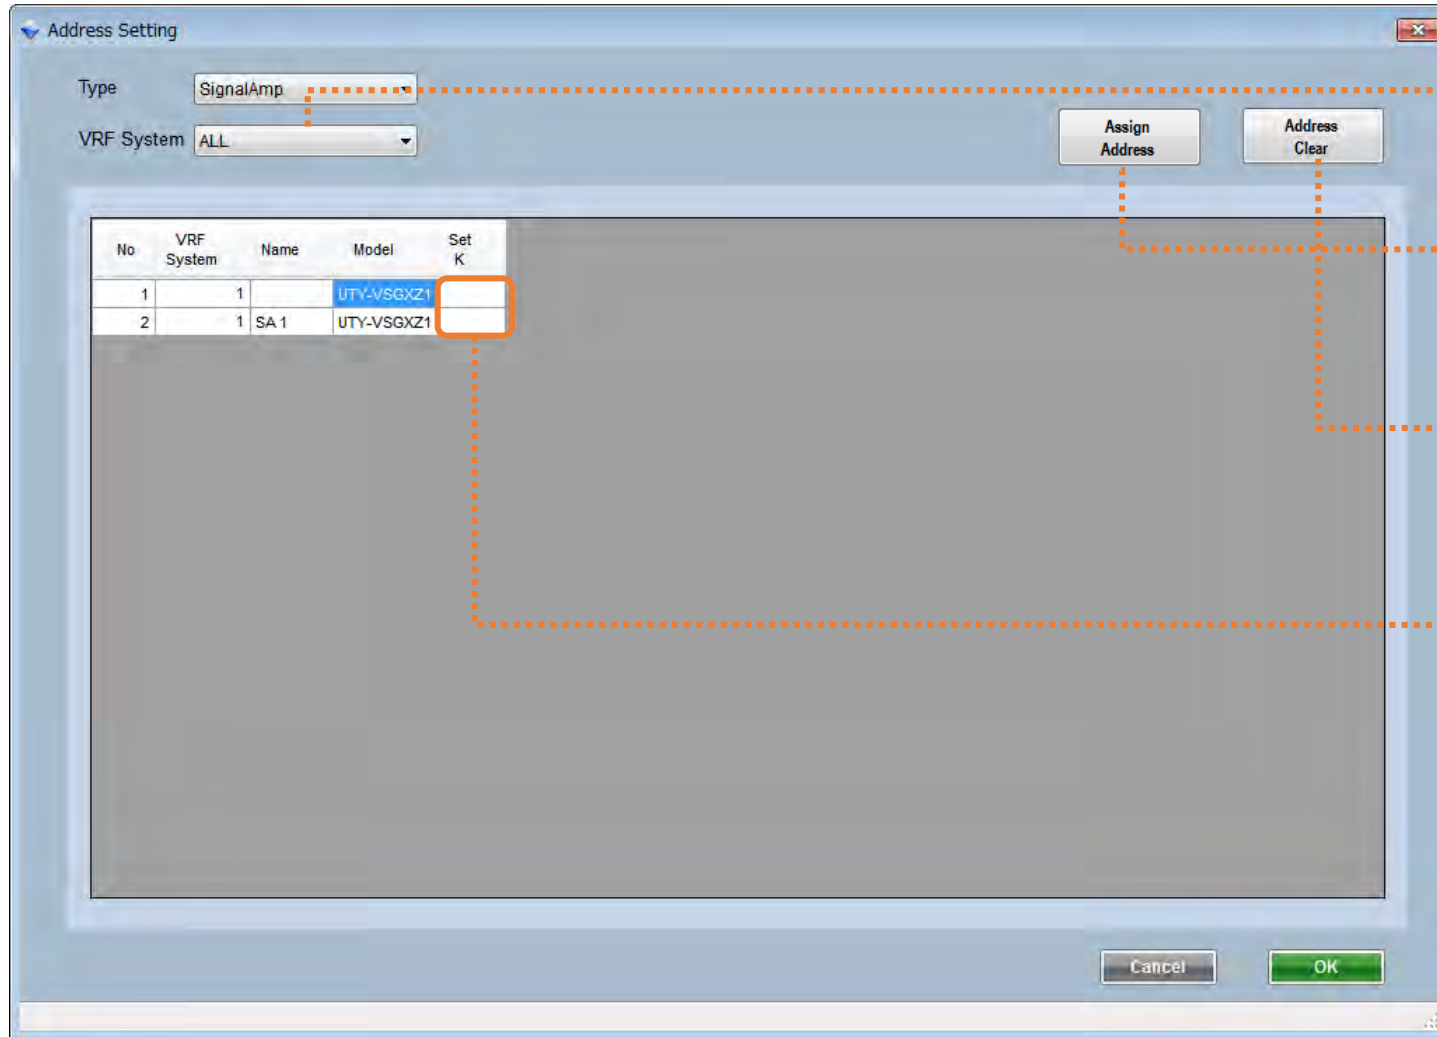 Address Setting
Type SignalAmp
VRF System ALL
Assign Address
Address Clear
No VRF System Name Model Set K
1 1 UTY-VSGXZ1
2 1 SA 1 UTY-VSGXZ1
Cancel OK